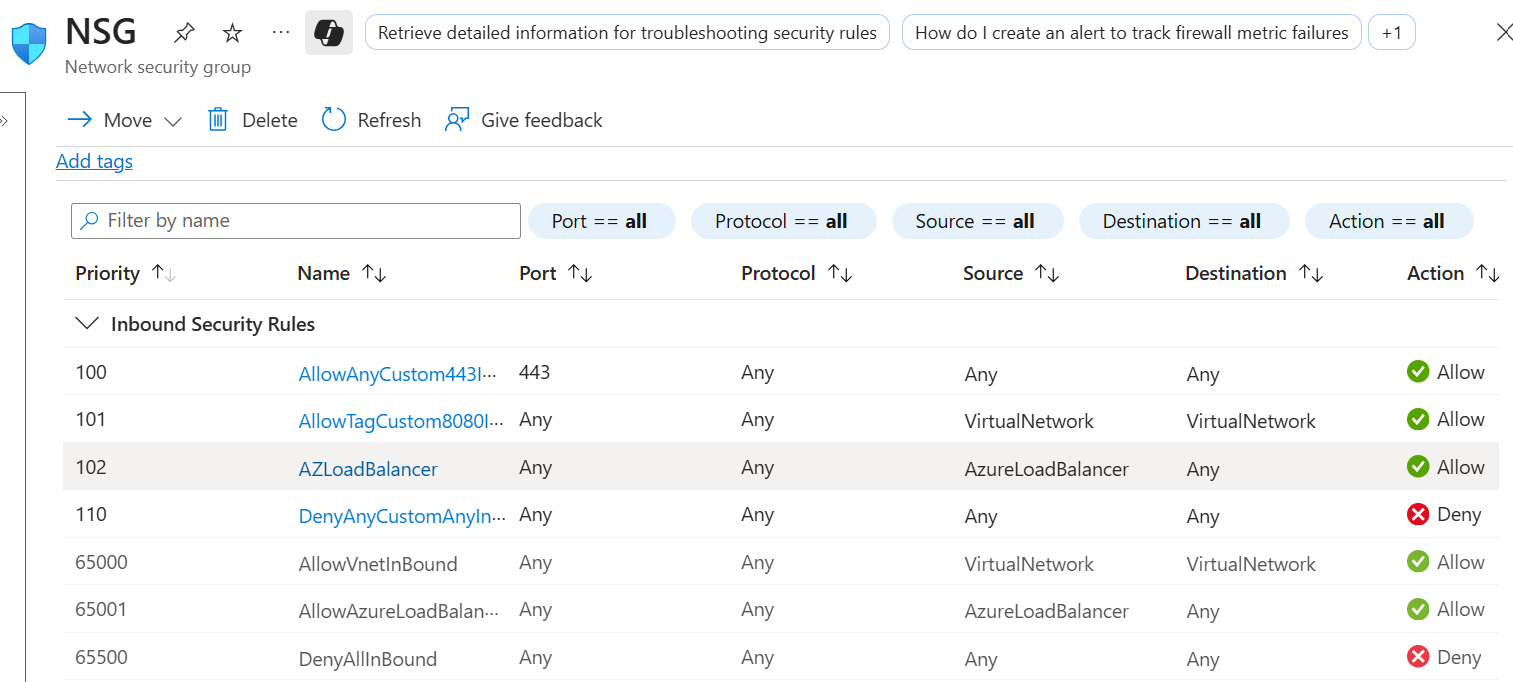 NSG ... Retrieve detailed information for troubleshooting security rules How do I create an alert to track firewall metric failures +1
Network security group
Move Delete Refresh Give feedback
Add tags
Filter by name Port == all Protocol == all Source == all Destination == all Action == all
Priority Name Port Protocol Source Destination Action
Inbound Security Rules
100 AllowAnyCustom443I... 443 Any Any Any Allow
101 AllowTagCustom8080I... Any Any VirtualNetwork VirtualNetwork Allow
102 AZLoadBalancer Any Any AzureLoadBalancer Any Allow
110 DenyAnyCustomAnyIn... Any Any Any Any Deny
65000 AllowVnetInBound Any Any VirtualNetwork VirtualNetwork Allow
65001 AllowAzureLoadBalan... Any Any AzureLoadBalancer Any Allow
65500 DenyAllInBound Any Any Any Any Deny